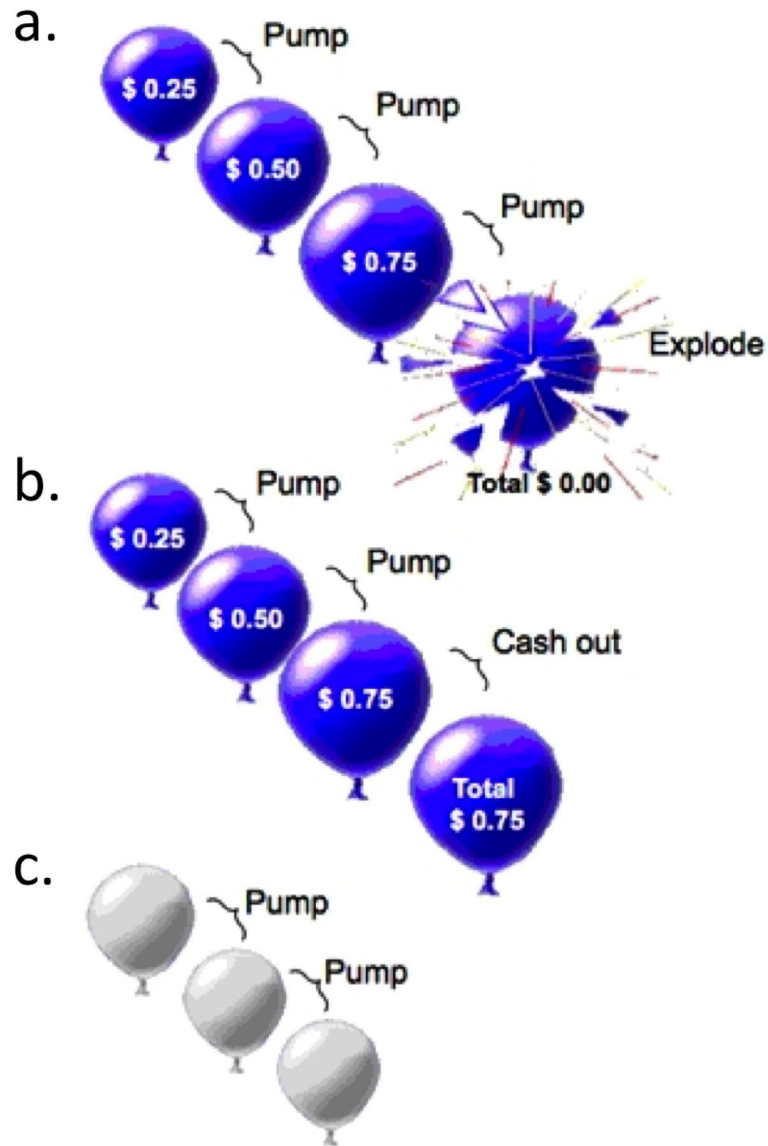 a.
Pump
$ 0.25
Pump
$ 0.50
Pump
$ 0.75
Explode
Total $ 0.00
b.
Pump
$ 0.25
Pump
$ 0.50
Cash out
$ 0.75
Total
$ 0.75
c.
Pump
Pump